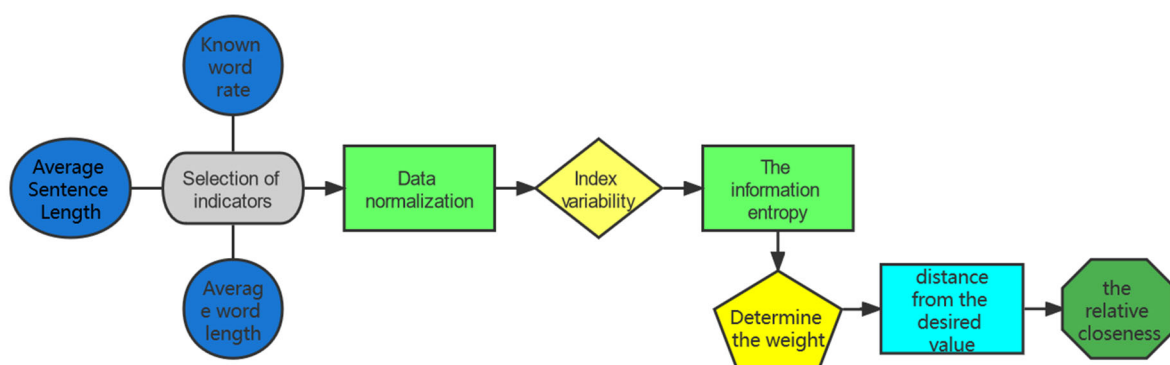 Known
word
rate
Average
Sentence
Length
Selection of
indicators
Data
normalization
Index
variability
The
information
entropy
Averag
e word
length
Determine
the weight
distance
from the
desired
value
the
relative
closeness